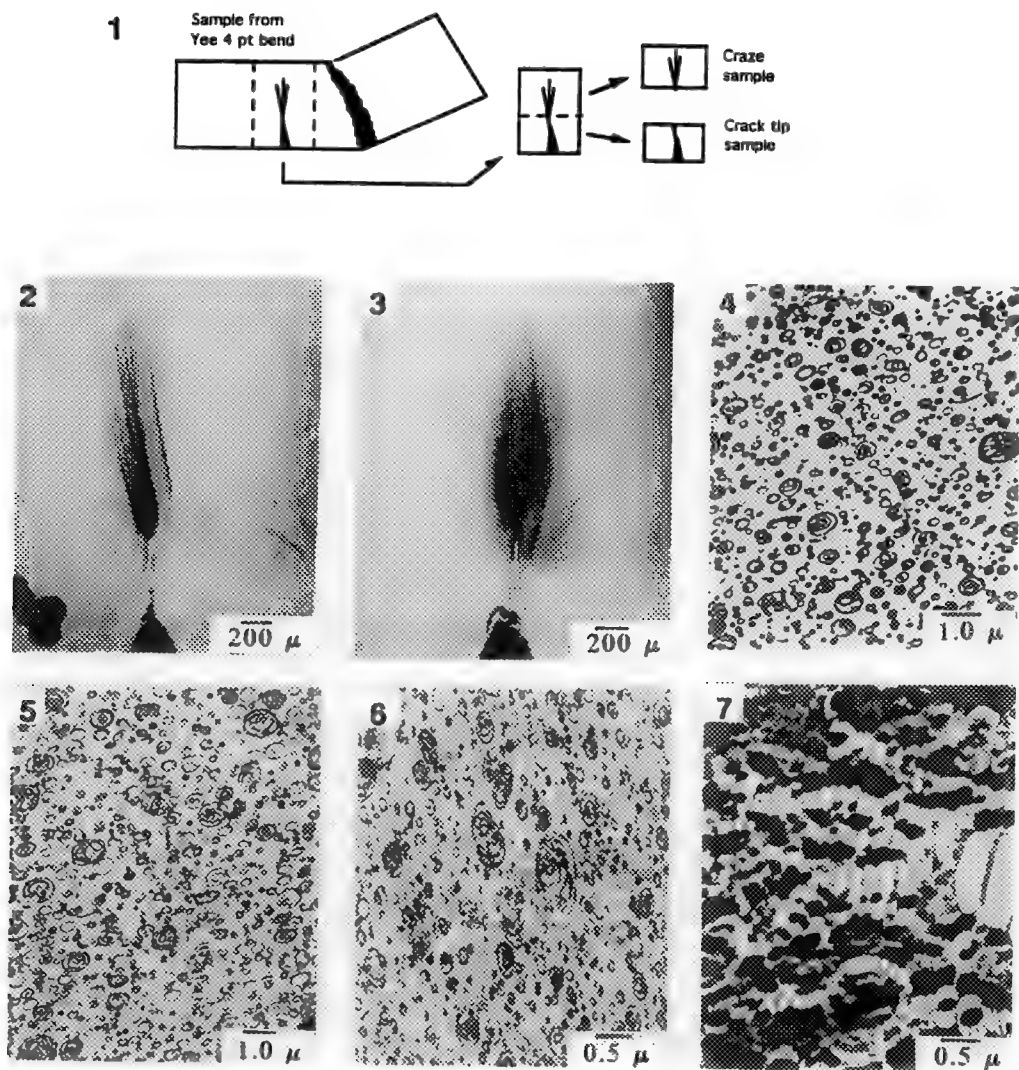 1
Sample from
Yee 4 pt bend
Craze
sample
Crack tip
sample
2
200 μ
3
200 μ
4
1.0 μ
5
1.0 μ
6
0.5 μ
7
0.5 μ